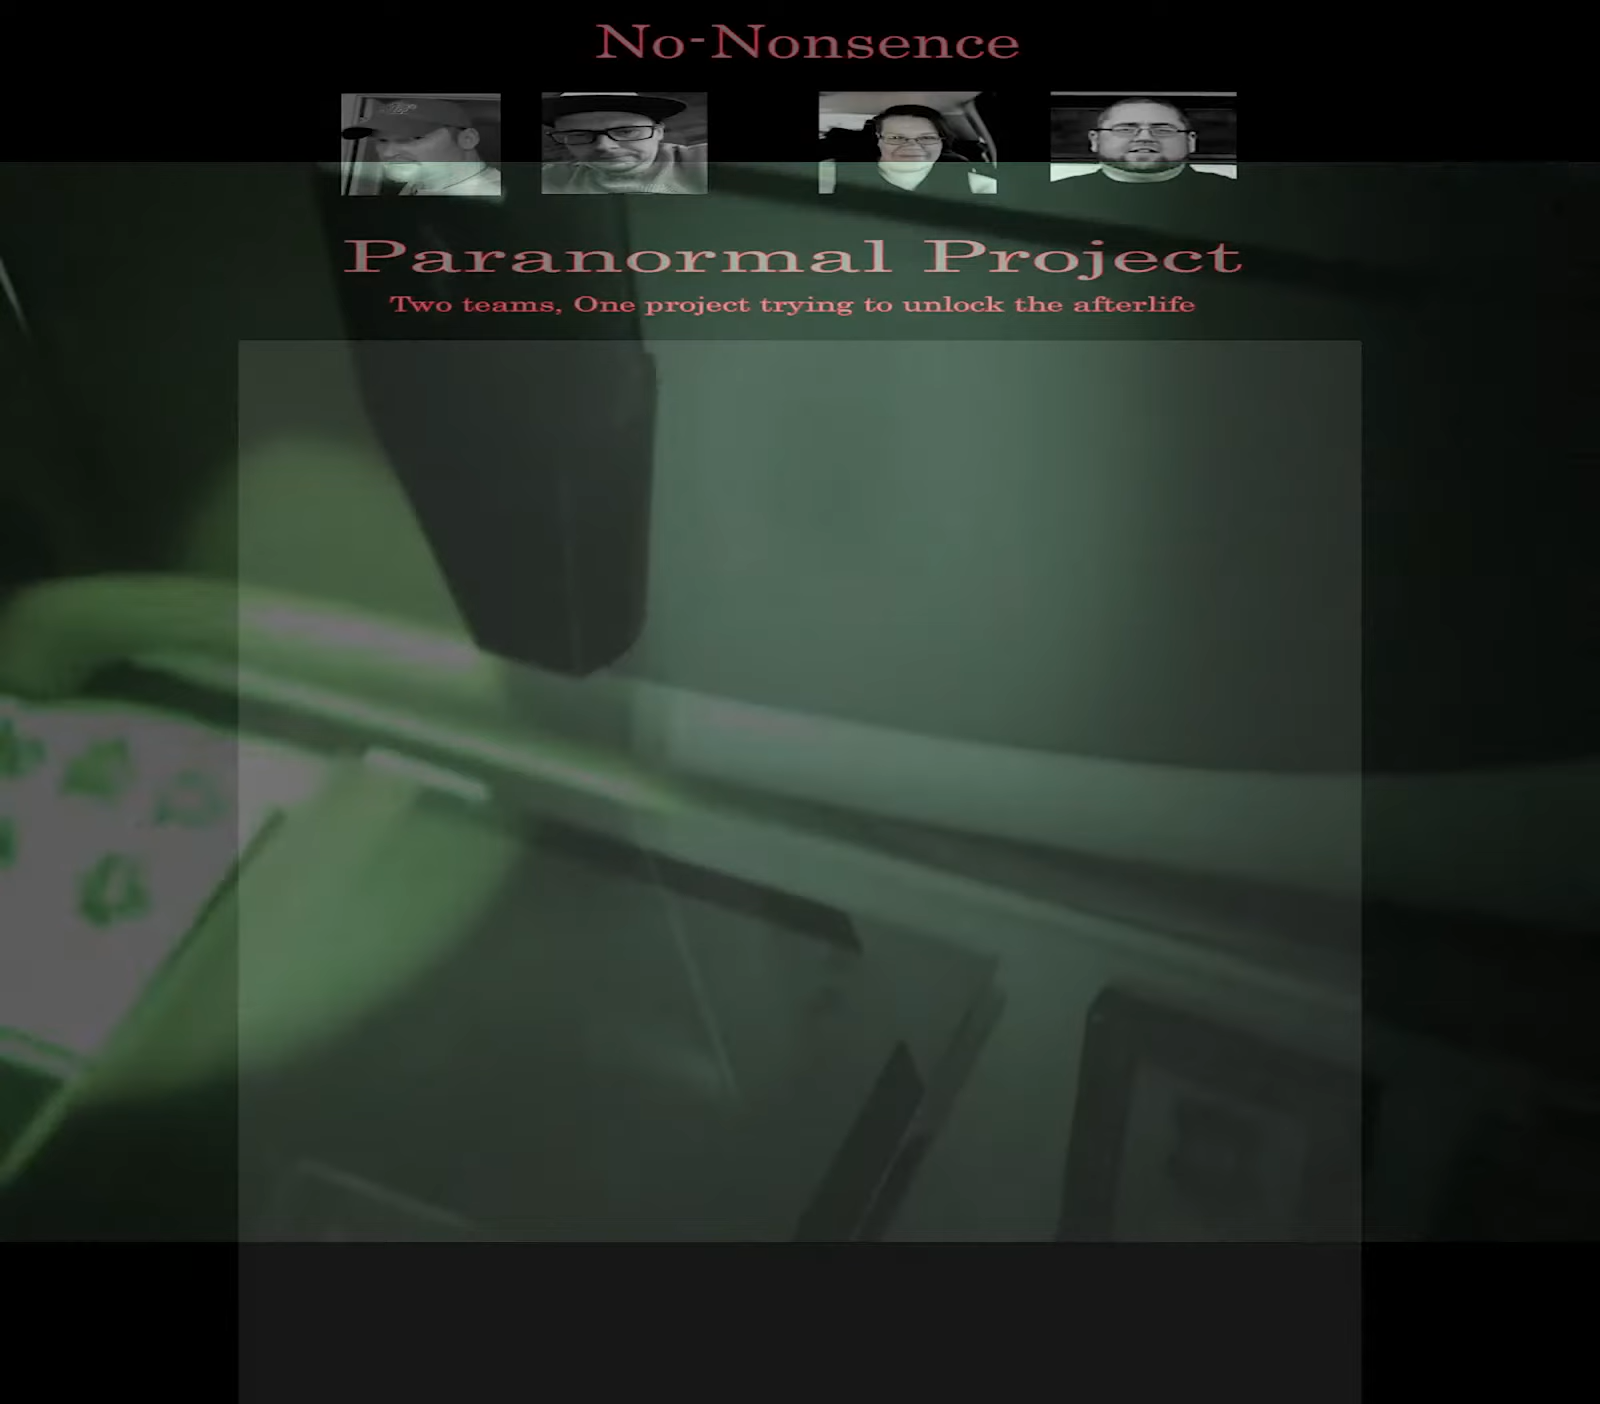 No-Nonsence
Paranormal Project
Two teams, One project trying to unlock the afterlife